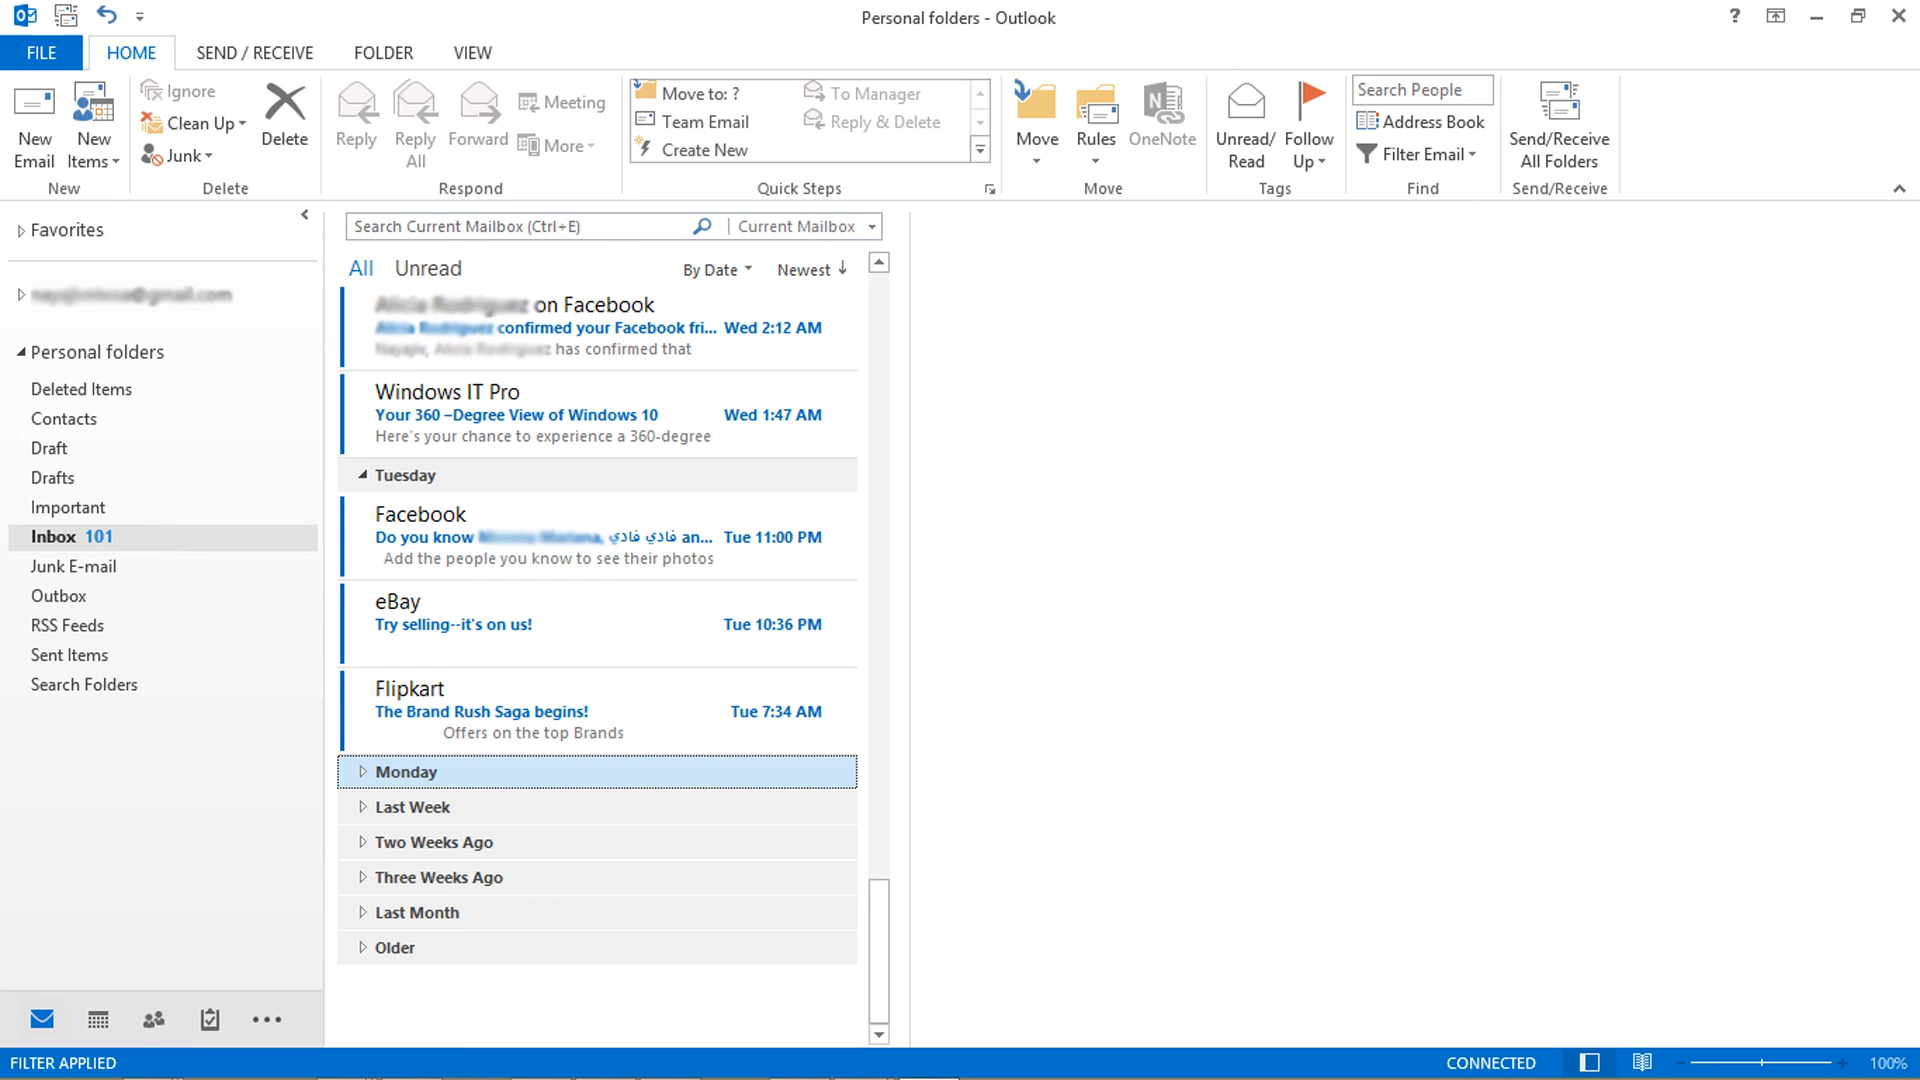 Personal folders - Outlook
?
FILE
HOME
SEND / RECEIVE
FOLDER
VIEW
New Email
New Items
New
Ignore
Clean Up
Junk
Delete
Delete
Reply
Reply All
Forward
Meeting
More
Respond
Move to: ?
Team Email
Create New
To Manager
Reply & Delete
Quick Steps
Move
Rules
OneNote
Move
Unread/ Read
Follow Up
Tags
Search People
Address Book
Filter Email
Find
Send/Receive All Folders
Send/Receive
Favorites
Personal folders
Deleted Items
Contacts
Draft
Drafts
Important
Inbox 101
Junk E-mail
Outbox
RSS Feeds
Sent Items
Search Folders
Search Current Mailbox (Ctrl+E)
Current Mailbox
All Unread
By Date Newest
on Facebook
confirmed your Facebook fri... Wed 2:12 AM
has confirmed that
Windows IT Pro
Your 360 –Degree View of Windows 10 Wed 1:47 AM
Here's your chance to experience a 360-degree
Tuesday
Facebook
Do you know فادي فادي an... Tue 11:00 PM
Add the people you know to see their photos
eBay
Try selling--it's on us! Tue 10:36 PM
Flipkart
The Brand Rush Saga begins! Tue 7:34 AM
Offers on the top Brands
Monday
Last Week
Two Weeks Ago
Three Weeks Ago
Last Month
Older
FILTER APPLIED
CONNECTED
100%